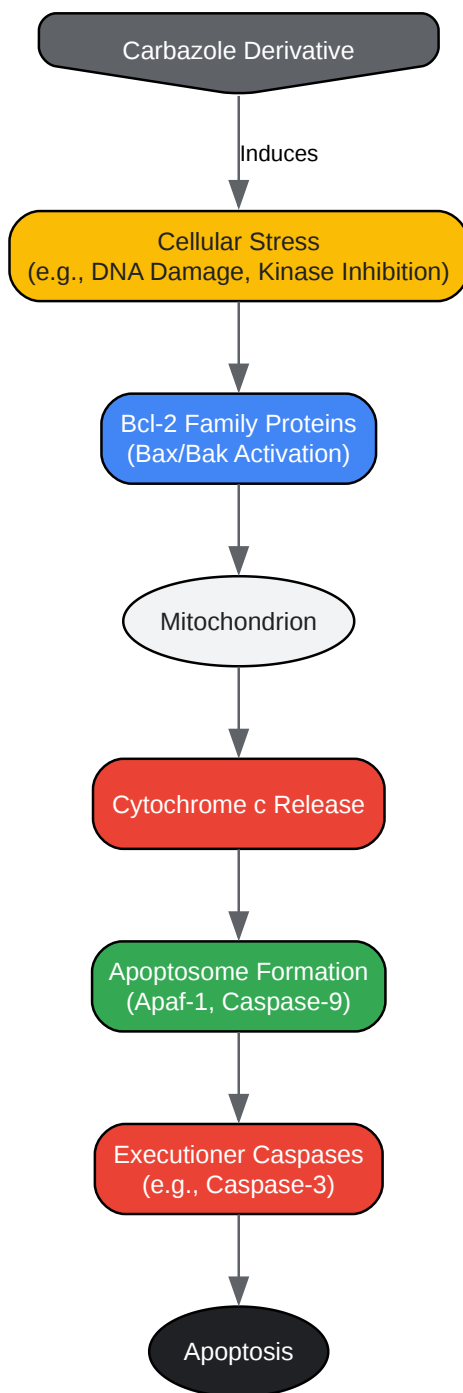 Carbazole Derivative
Induces
Cellular Stress
(e.g., DNA Damage, Kinase Inhibition)
Bcl-2 Family Proteins
(Bax/Bak Activation)
Mitochondrion
Cytochrome c Release
Apoptosome Formation
(Apaf-1, Caspase-9)
Executioner Caspases
(e.g., Caspase-3)
Apoptosis